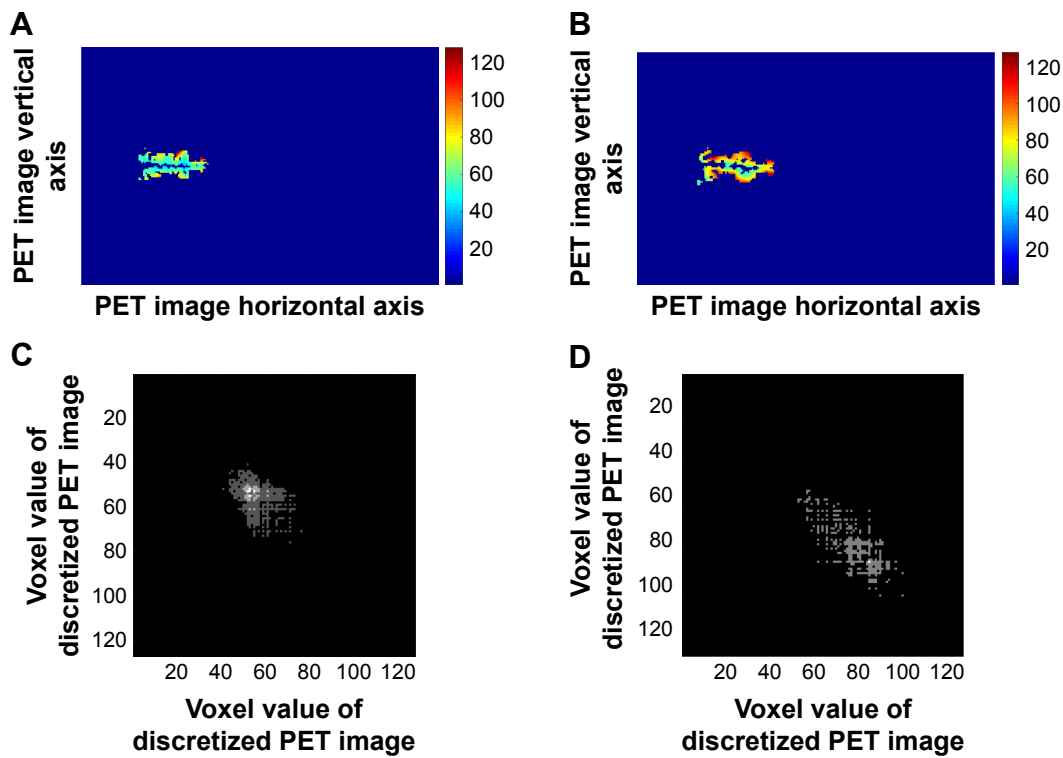 A
PET image vertical
axis
120
100
80
60
40
20
PET image horizontal axis
B
PET image vertical
axis
120
100
80
60
40
20
PET image horizontal axis
C
Voxel value of
discretized PET image
20
40
60
80
100
120
20 40 60 80 100 120
Voxel value of
discretized PET image
D
Voxel value of
discretized PET image
20
40
60
80
100
120
20 40 60 80 100 120
Voxel value of
discretized PET image